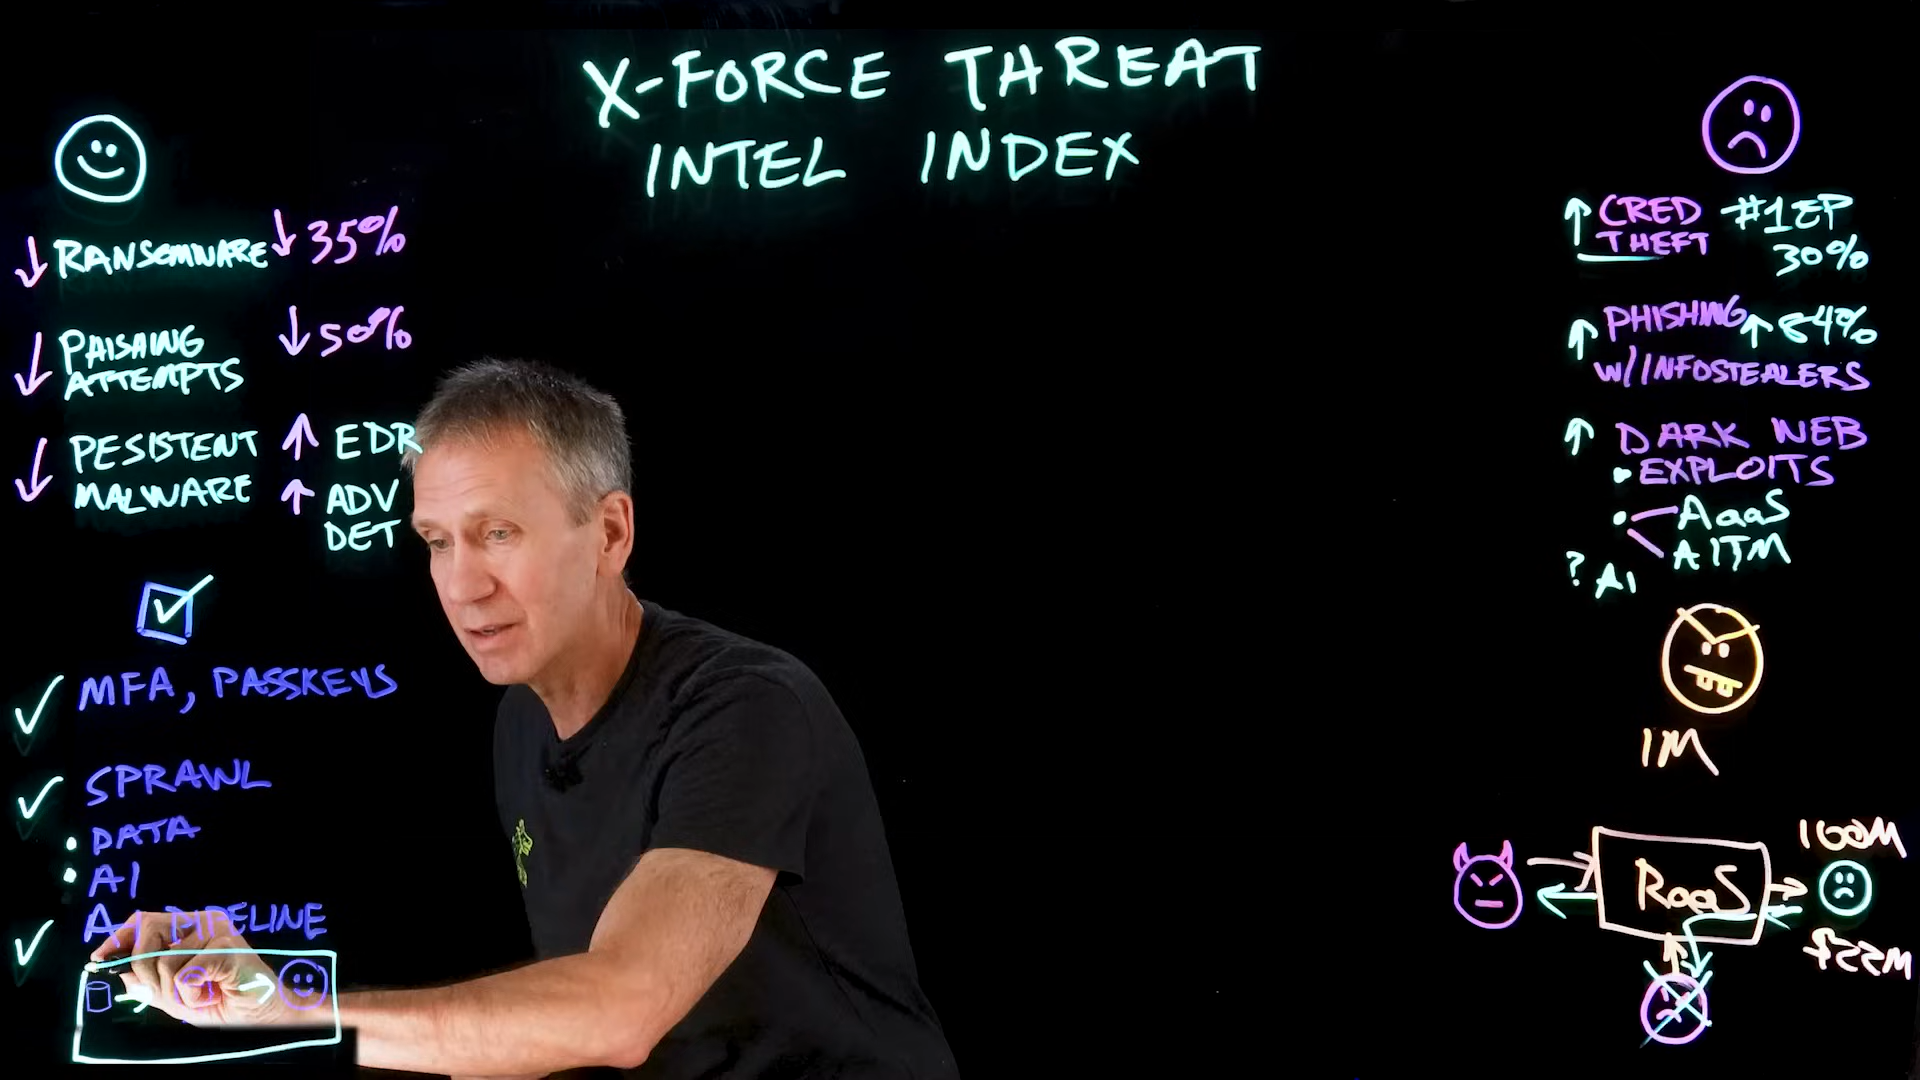 X-FORCE THREAT
INTEL INDEX
↓ RANSOMWARE ↓ 35%
↓ PHISHING
ATTEMPTS ↓ 50%
↓ PESISTENT
MALWARE
↑ EDR
↑ ADV
DET
MFA, PASSKEYS
SPRAWL
• DATA
• AI
AI PIPELINE
↑ CRED
THEFT
#1 EP
30%
↑ PHISHING ↑ 84%
W/INFOSTEALERS
↑ DARK WEB
• EXPLOITS
• AaaS
AITM
? AI
1M
RaaS
100M
$22M